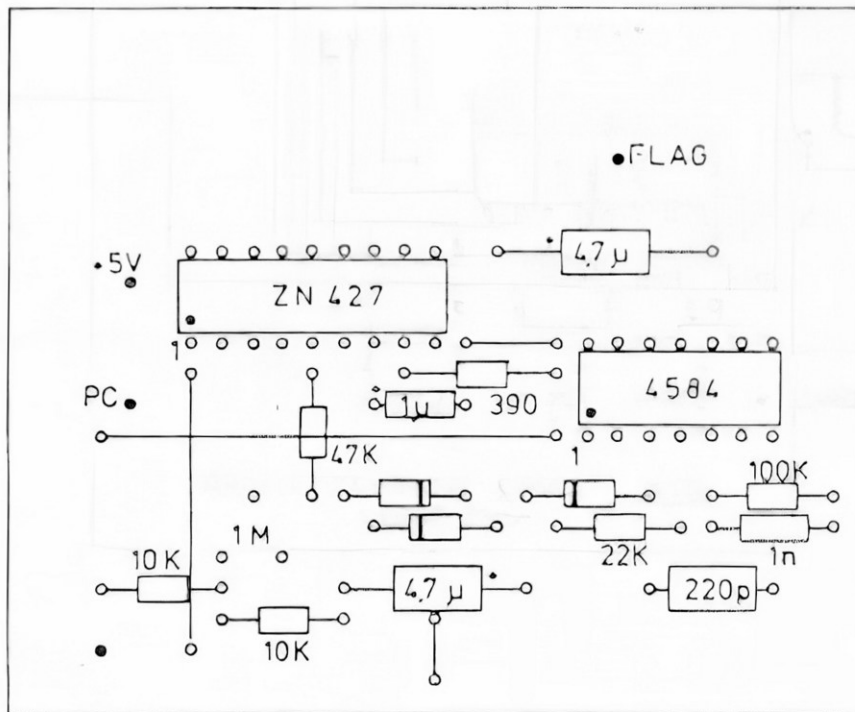 FLAG
4,7 µ
5V
ZN 427
1
PC
390
1µ
4584
47K
1
100K
1M
22K
1n
10K
4,7 µ
220p
10K